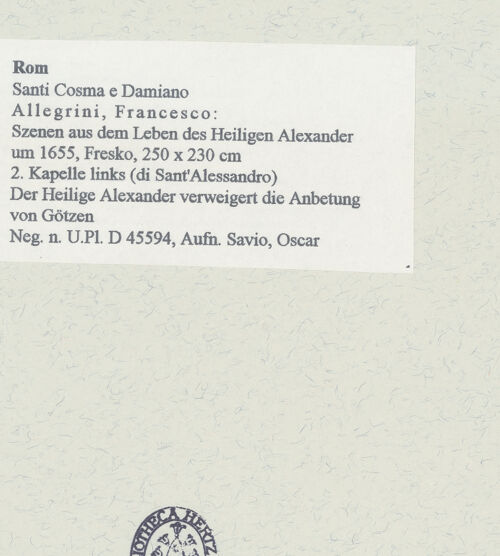 Rom
Santi Cosma e Damiano
Allegrini, Francesco:
Szenen aus dem Leben des Heiligen Alexander
um 1655, Fresko, 250 x 230 cm
2. Kapelle links (di Sant'Alessandro)
Der Heilige Alexander verweigert die Anbetung
von Götzen
Neg. n. U.Pl. D 45594, Aufn. Savio, Oscar
IOTHECA HERTZ